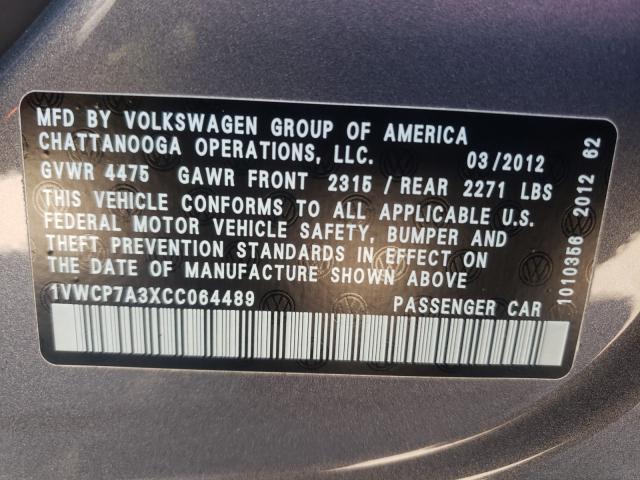 MFD BY VOLKSWAGEN GROUP OF AMERICA
CHATTANOOGA OPERATIONS, LLC. 03/2012
GVWR 4475 GAWR FRONT 2315 / REAR 2271 LBS
THIS VEHICLE CONFORMS TO ALL APPLICABLE U.S.
FEDERAL MOTOR VEHICLE SAFETY, BUMPER AND
THEFT PREVENTION STANDARDS IN EFFECT ON
THE DATE OF MANUFACTURE SHOWN ABOVE
1VWCP7A3XCC064489 PASSENGER CAR
1010366 2012 62